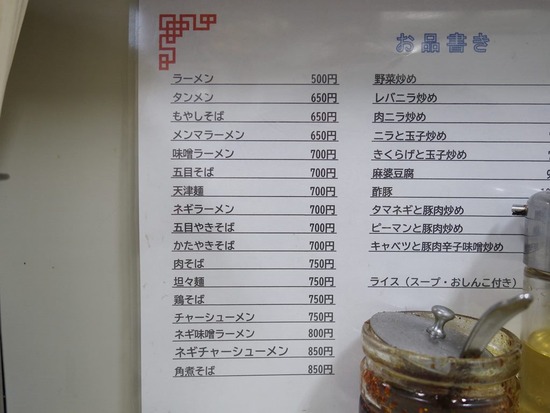 お品書き
ラーメン 500円
タンメン 650円
もやしそば 650円
メンマラーメン 650円
味噌ラーメン 700円
五目そば 700円
天津麺 700円
ネギラーメン 700円
五目やきそば 700円
かたやきそば 700円
肉そば 750円
坦々麺 750円
鶏そば 750円
チャーシューメン 750円
ネギ味噌ラーメン 800円
ネギチャーシューメン 850円
角煮そば 850円
野菜炒め
レバニラ炒め
肉ニラ炒め
ニラと玉子炒め
きくらげと玉子炒め
麻婆豆腐
酢豚
タマネギと豚肉炒め
ピーマンと豚肉炒め
キャベツと豚肉辛子味噌炒め
ライス（スープ・おしんこ付き）